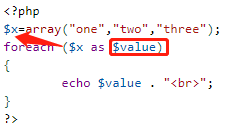 <?php
$x=array("one","two","three");
foreach ($x as $value)
{
echo $value . "<br>";
}
?>